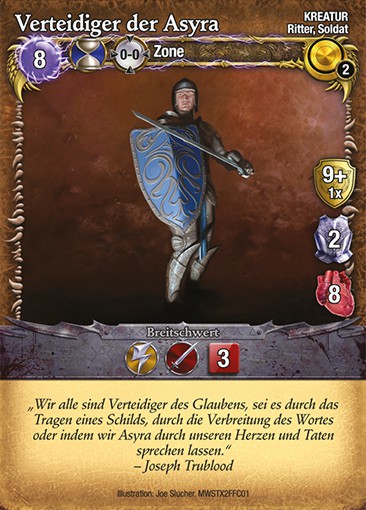 Verteidiger der Asyra
KREATUR
Ritter, Soldat
8
0-0
Zone
2
9+
1x
2
8
Breitschwert
3
„Wir alle sind Verteidiger des Glaubens, sei es durch das
Tragen eines Schilds, durch die Verbreitung des Wortes
oder indem wir Asyra durch unseren Herzen und Taten
sprechen lassen.“
– Joseph Trublood
Illustration: Joe Slucher. MWSTX2FFC01